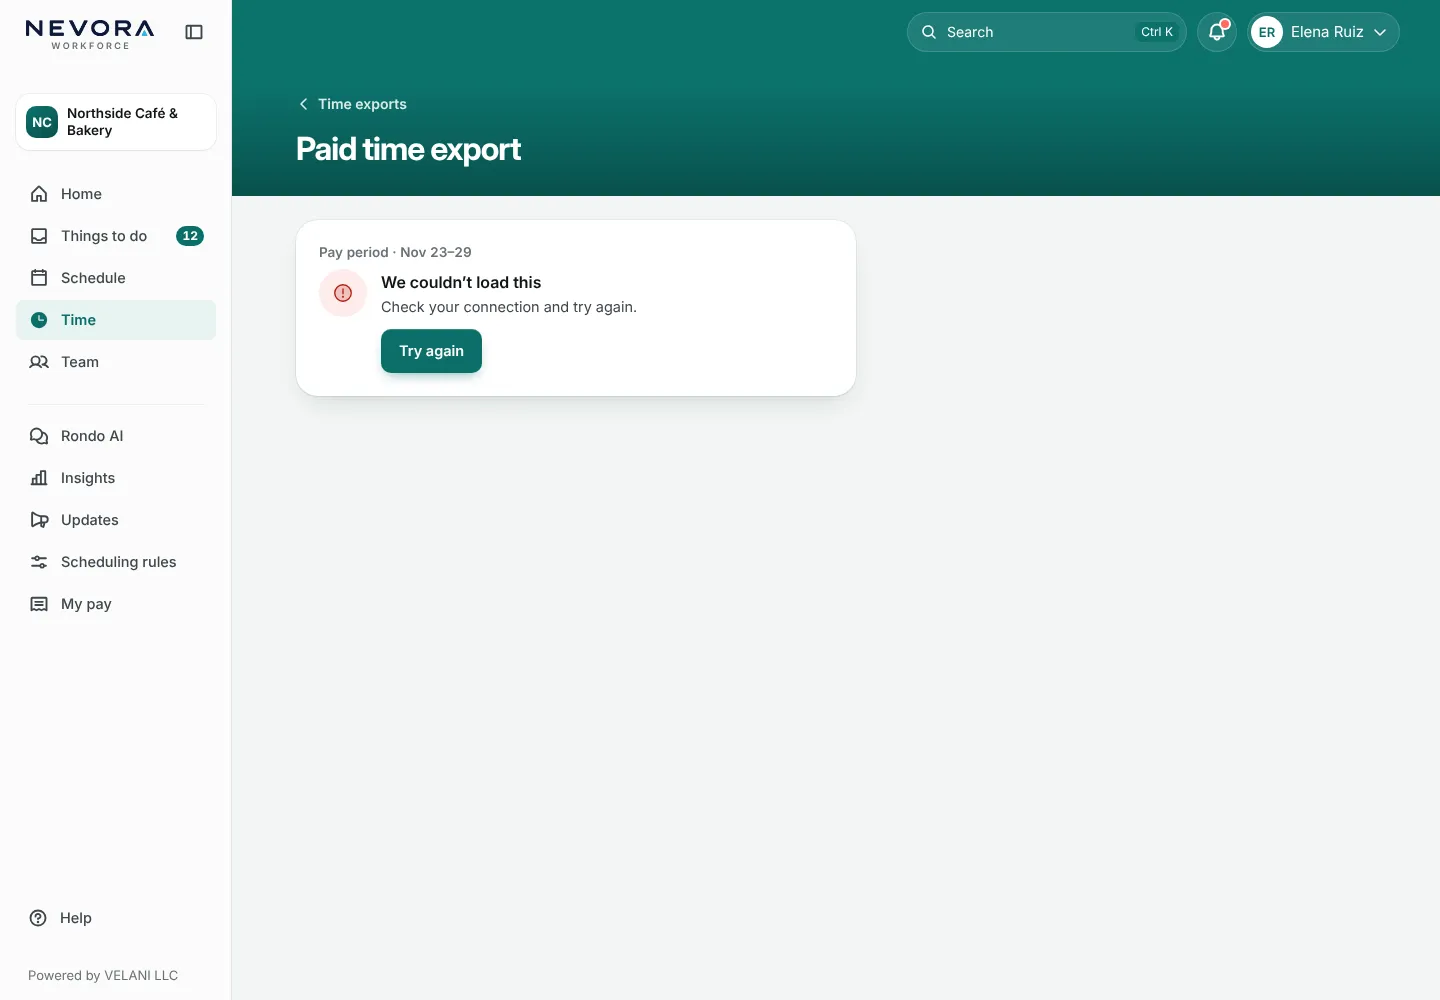 NEVORA
WORKFORCE
Search
Ctrl K
ER
Elena Ruiz
NC
Northside Café &
Bakery
Time exports
Paid time export
Home
Things to do
12
Schedule
Time
Team
Rondo AI
Insights
Updates
Scheduling rules
My pay
Help
Powered by VELANI LLC
Pay period · Nov 23–29
We couldn’t load this
Check your connection and try again.
Try again